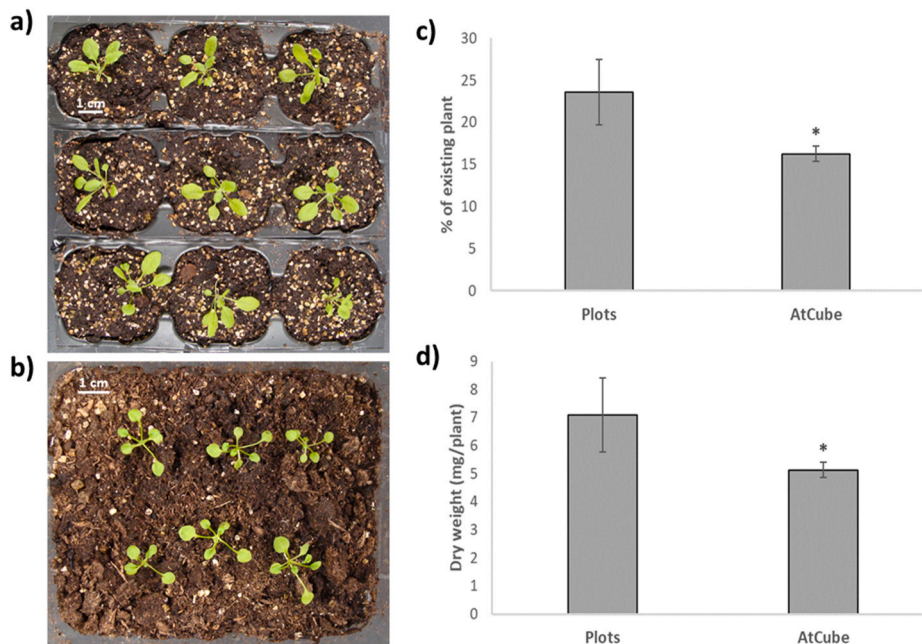 a)
1 cm
b)
1 cm
c)
% of existing plant
30
25
20
15
10
5
0
*
Plots
AtCube
d)
Dry weight (mg/plant)
9
8
7
6
5
4
3
2
1
0
*
Plots
AtCube